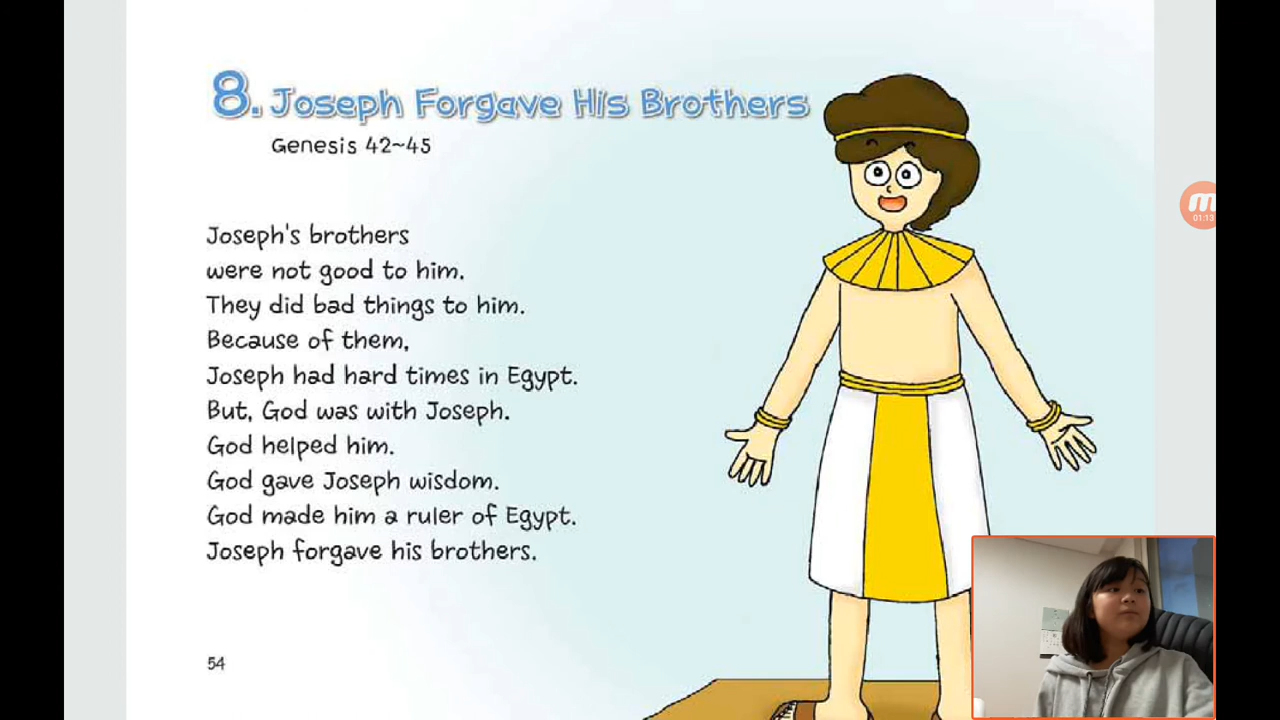 8. Joseph Forgave His Brothers
Genesis 42~45
Joseph's brothers
were not good to him.
They did bad things to him.
Because of them,
Joseph had hard times in Egypt.
But, God was with Joseph.
God helped him.
God gave Joseph wisdom.
God made him a ruler of Egypt.
Joseph forgave his brothers.
54
01:13